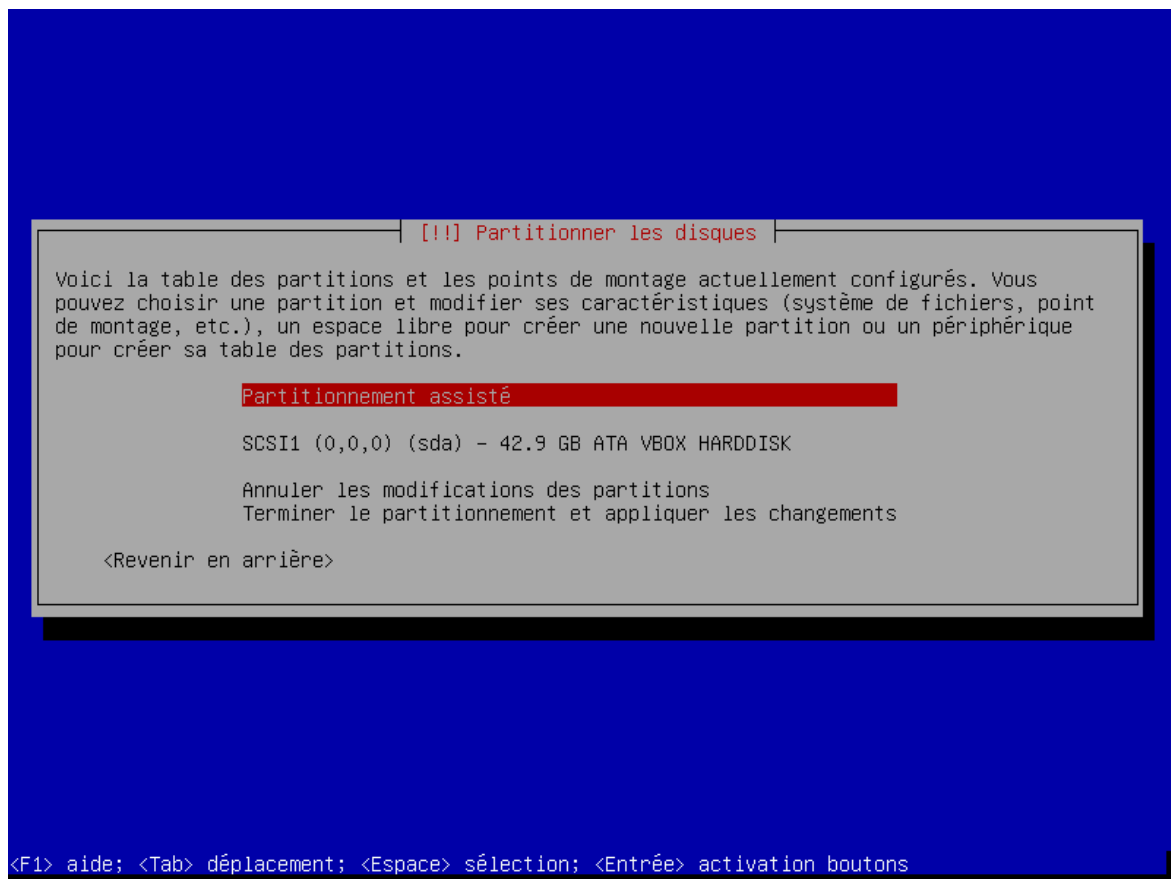 [!!] Partitionner les disques
Voici la table des partitions et les points de montage actuellement configurés. Vous
pouvez choisir une partition et modifier ses caractéristiques (système de fichiers, point
de montage, etc.), un espace libre pour créer une nouvelle partition ou un périphérique
pour créer sa table des partitions.
Partitionnement assisté
SCSI1 (0,0,0) (sda) - 42.9 GB ATA VBOX HARDDISK
Annuler les modifications des partitions
Terminer le partitionnement et appliquer les changements
<Revenir en arrière>
<F1> aide; <Tab> déplacement; <Espace> sélection; <Entrée> activation boutons